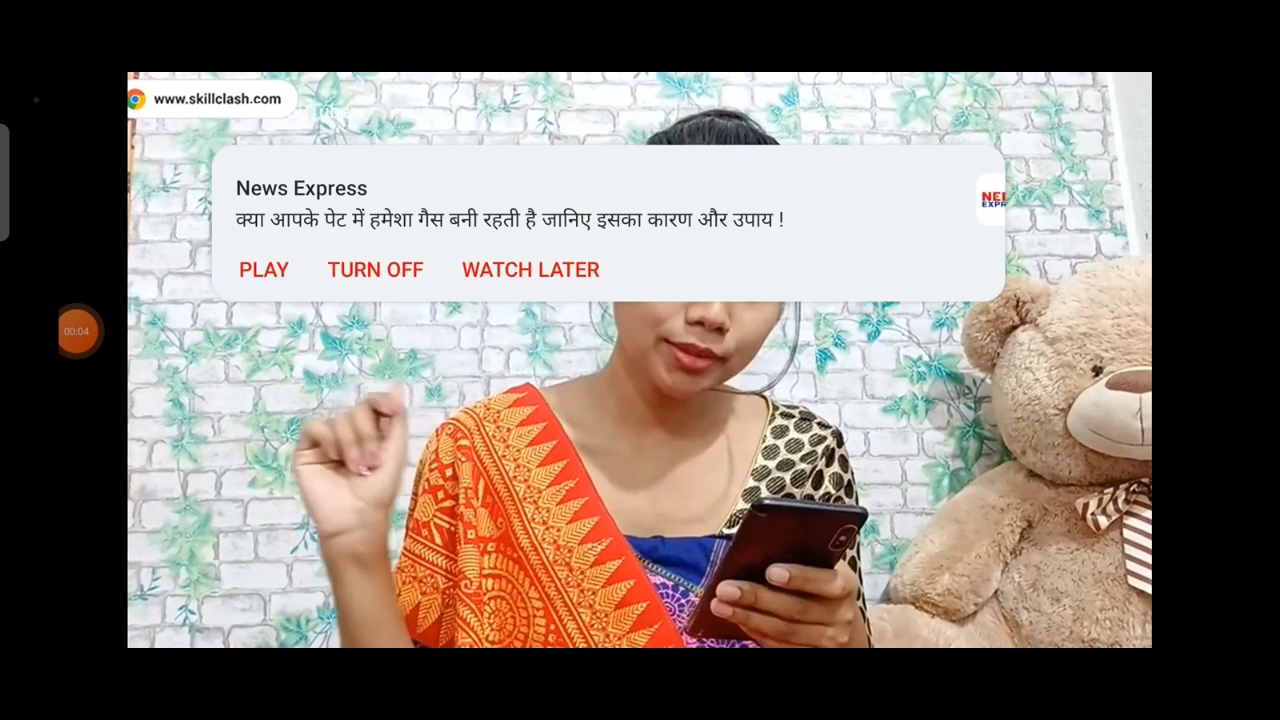 www.skillclash.com
News Express
क्या आपके पेट में हमेशा गैस बनी रहती है जानिए इसका कारण और उपाय !
PLAY TURN OFF WATCH LATER
00:04